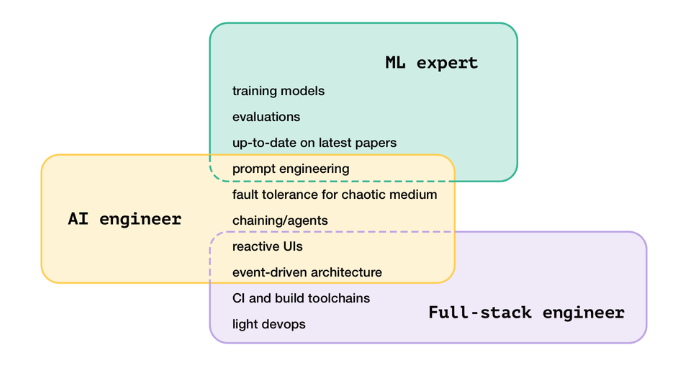 ML expert
training models
evaluations
up-to-date on latest papers
prompt engineering
fault tolerance for chaotic medium
AI engineer
chaining/agents
reactive UIs
event-driven architecture
CI and build toolchains
Full-stack engineer
light devops